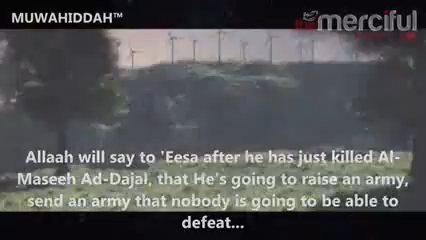 MUWAHIDDAH™
the merciful
Allaah will say to 'Eesa after he has just killed Al-
Maseeh Ad-Dajal, that He's going to raise an army,
send an army that nobody is going to be able to
defeat...